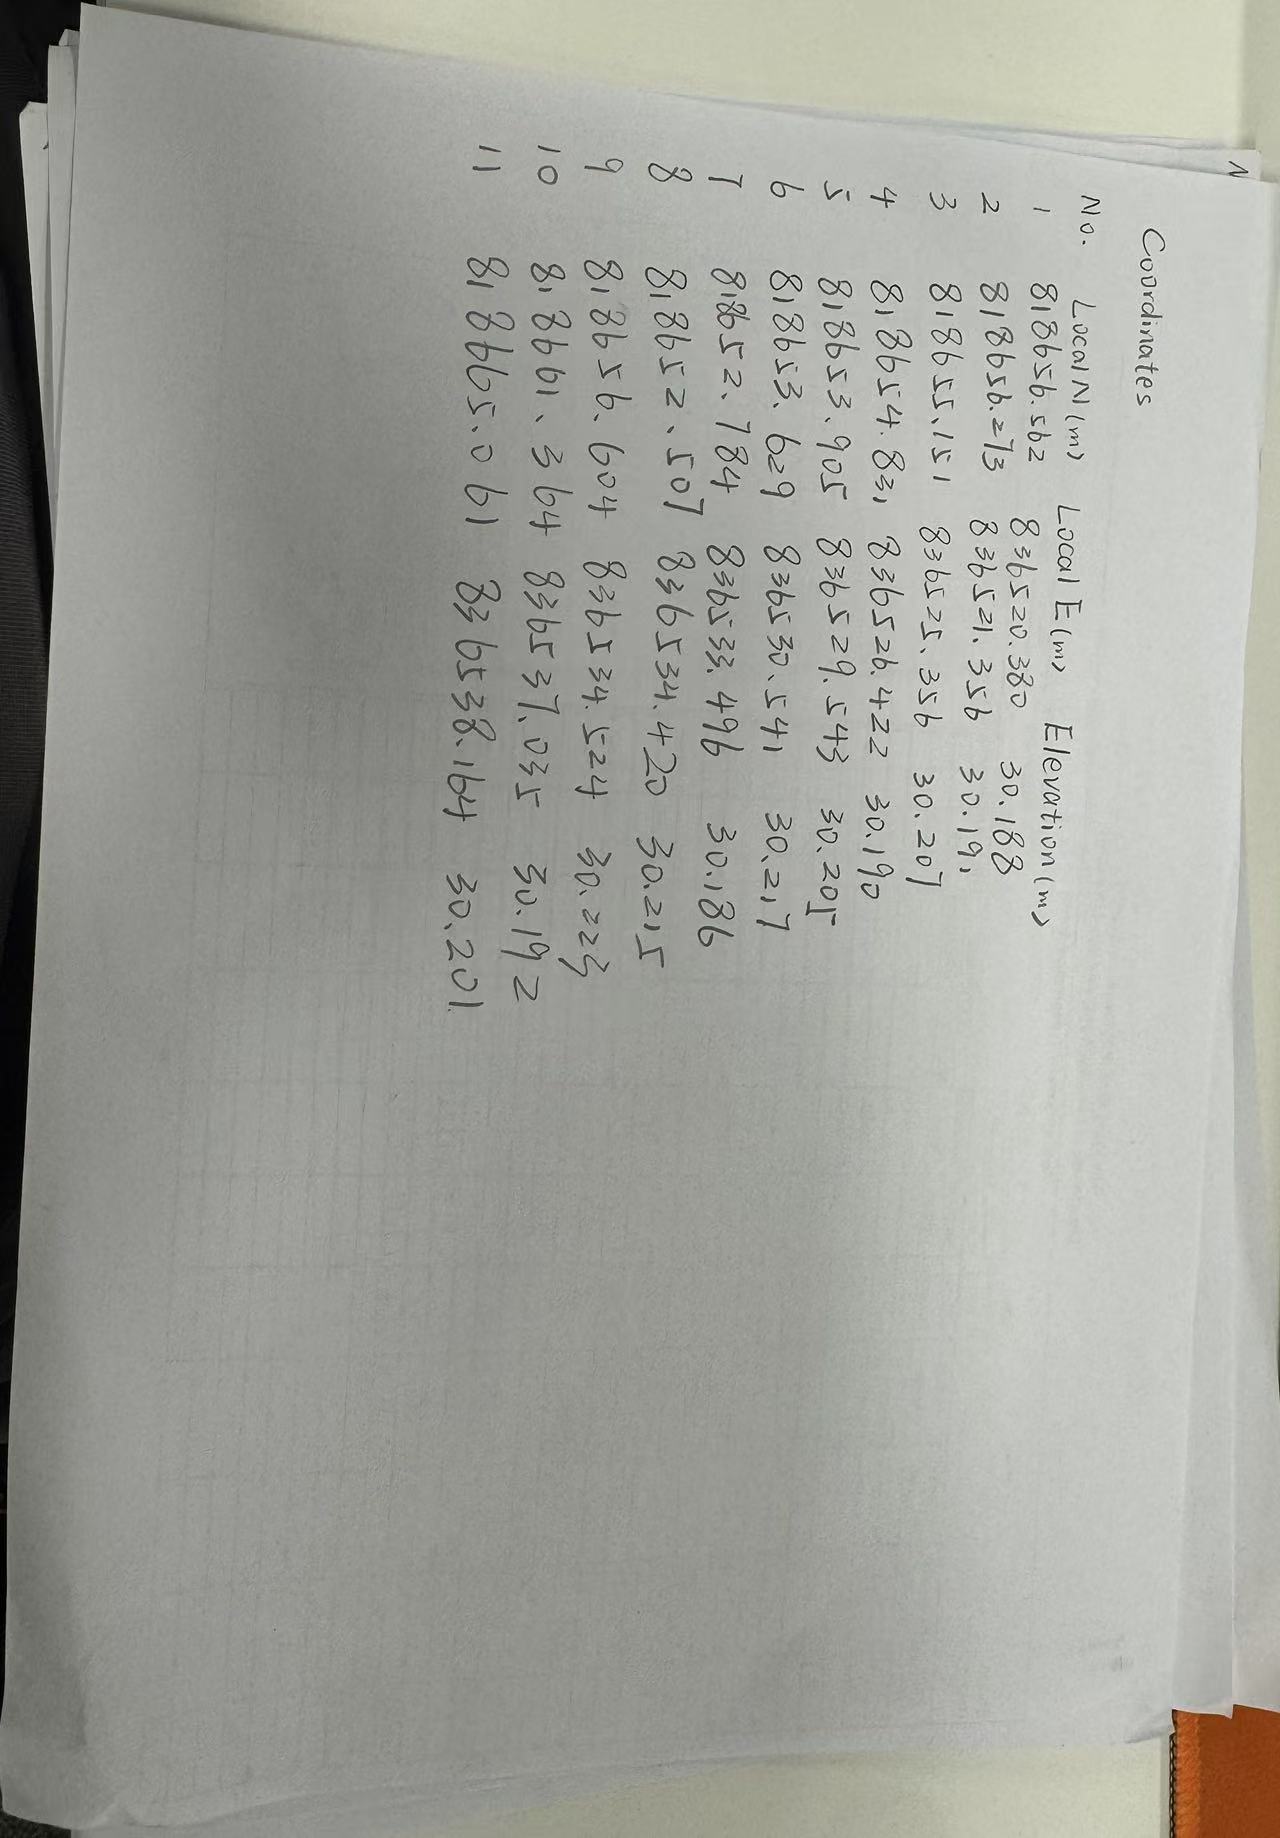 Coordinates
No. Local N(m) Local E(m) Elevation(m)
1 818656.562 836520.380 30.188
2 818656.273 836521.356 30.191
3 818655.151 836525.356 30.207
4 818654.831 836526.422 30.190
5 818653.905 836529.543 30.205
6 818653.629 836530.541 30.217
7 818652.784 836533.496 30.186
8 818652.507 836534.420 30.215
9 818656.604 836534.524 30.223
10 818661.364 836537.035 30.192
11 818665.061 836538.164 30.201